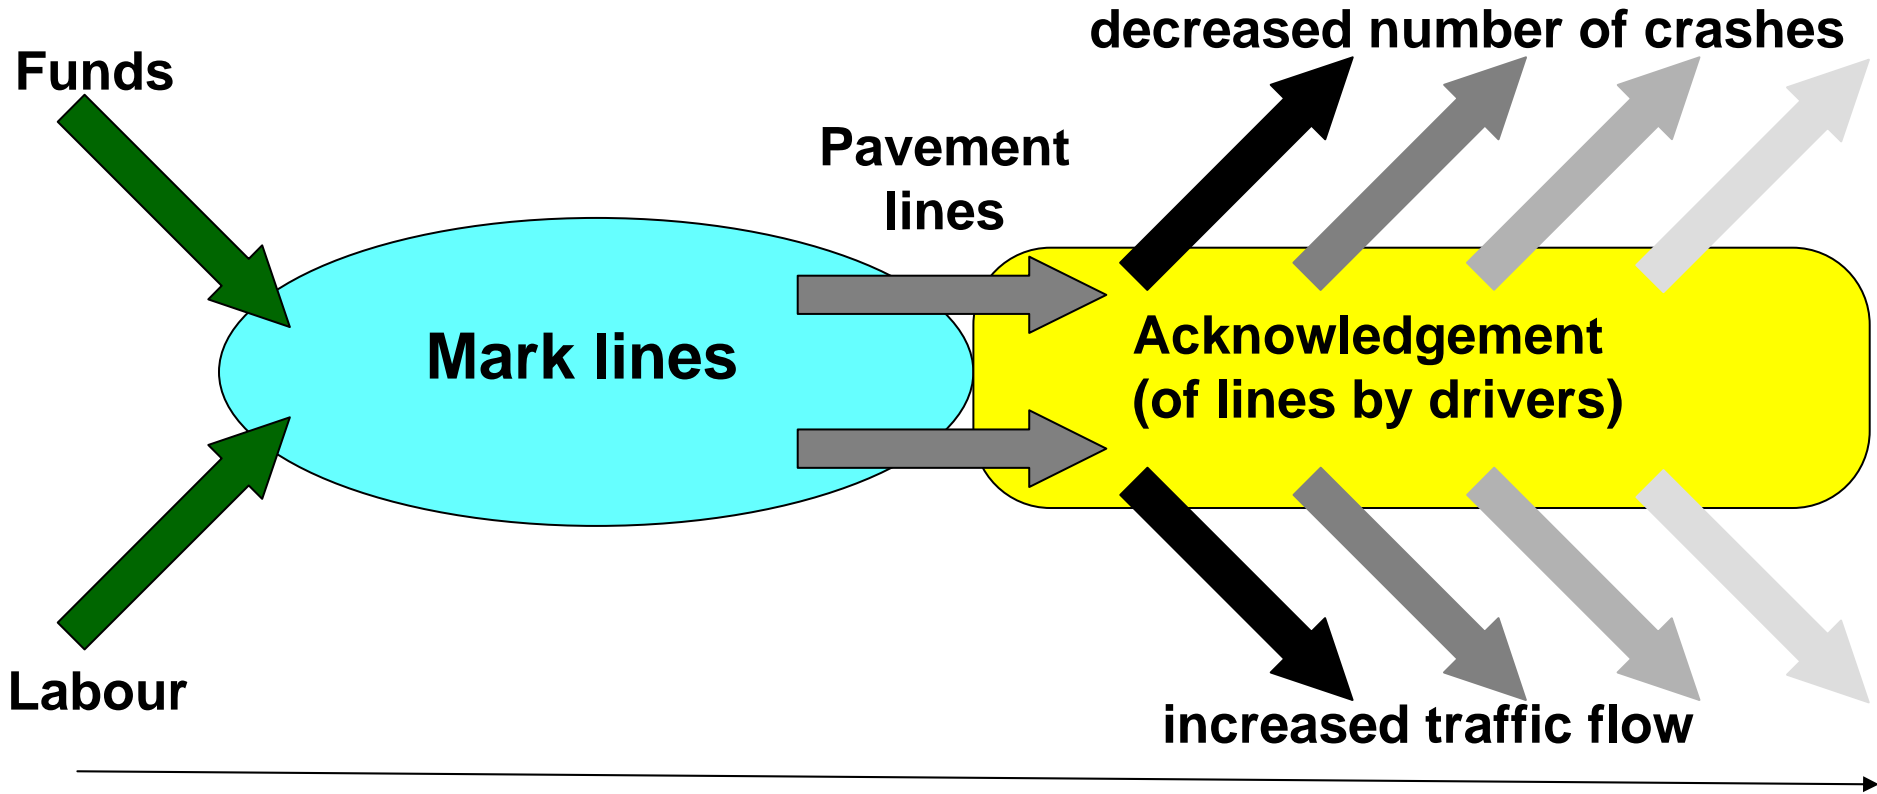 decreased number of crashes
Funds
Pavement
lines
Mark lines
Acknowledgement
(of lines by drivers)
Labour
increased traffic flow